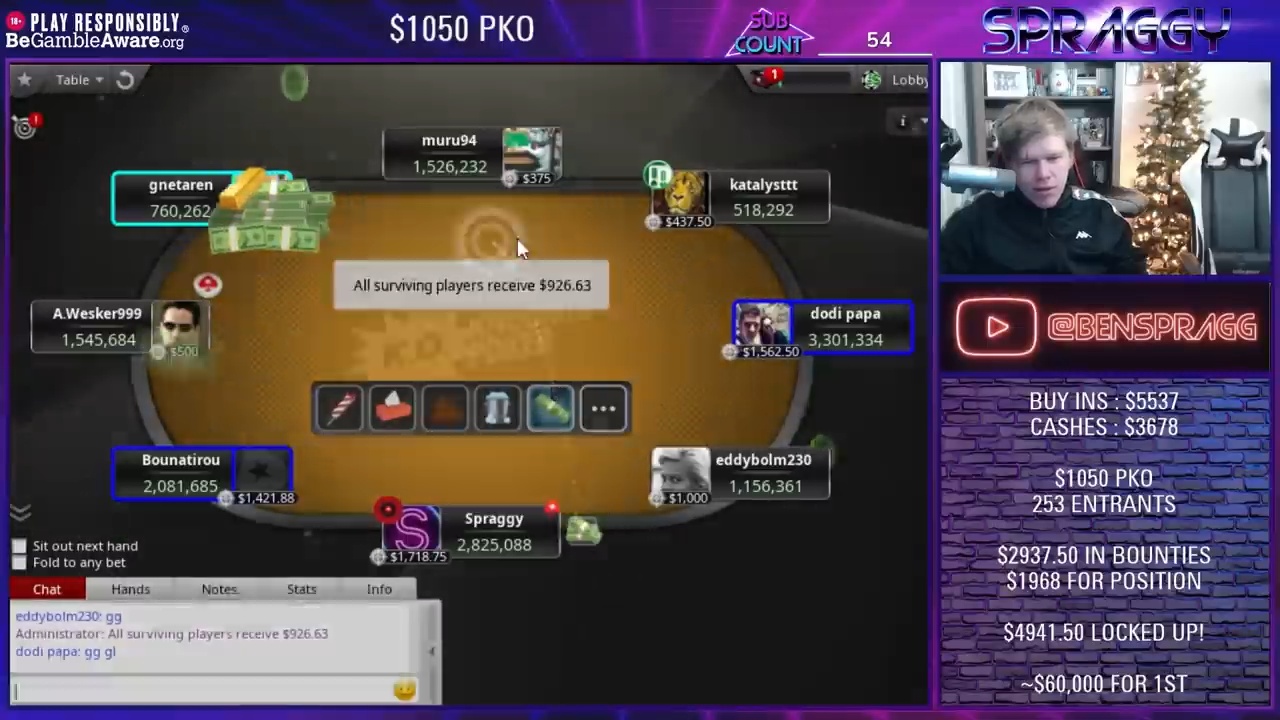 18+ PLAY RESPONSIBLY®
BeGambleAware.org
$1050 PKO
SUB COUNT
54
SPRAGGY
Table
1
Lobby
muru94
1,526,232
$375
gnetaren
760,262
katalysttt
518,292
$437.50
All surviving players receive $926.63
A.Wesker999
1,545,684
$500
dodi papa
3,301,334
$1,562.50
@BENSPRAGG
Bounatirou
2,081,685
$1,421.88
eddybolm230
1,156,361
$1,000
S
Spraggy
2,825,088
$1,718.75
Sit out next hand
Fold to any bet
Chat Hands Notes Stats Info
eddybolm230: gg
Administrator: All surviving players receive $926.63
dodi papa: gg gl
BUY INS : $5537
CASHES : $3678
$1050 PKO
253 ENTRANTS
$2937.50 IN BOUNTIES
$1968 FOR POSITION
$4941.50 LOCKED UP!
~$60,000 FOR 1ST